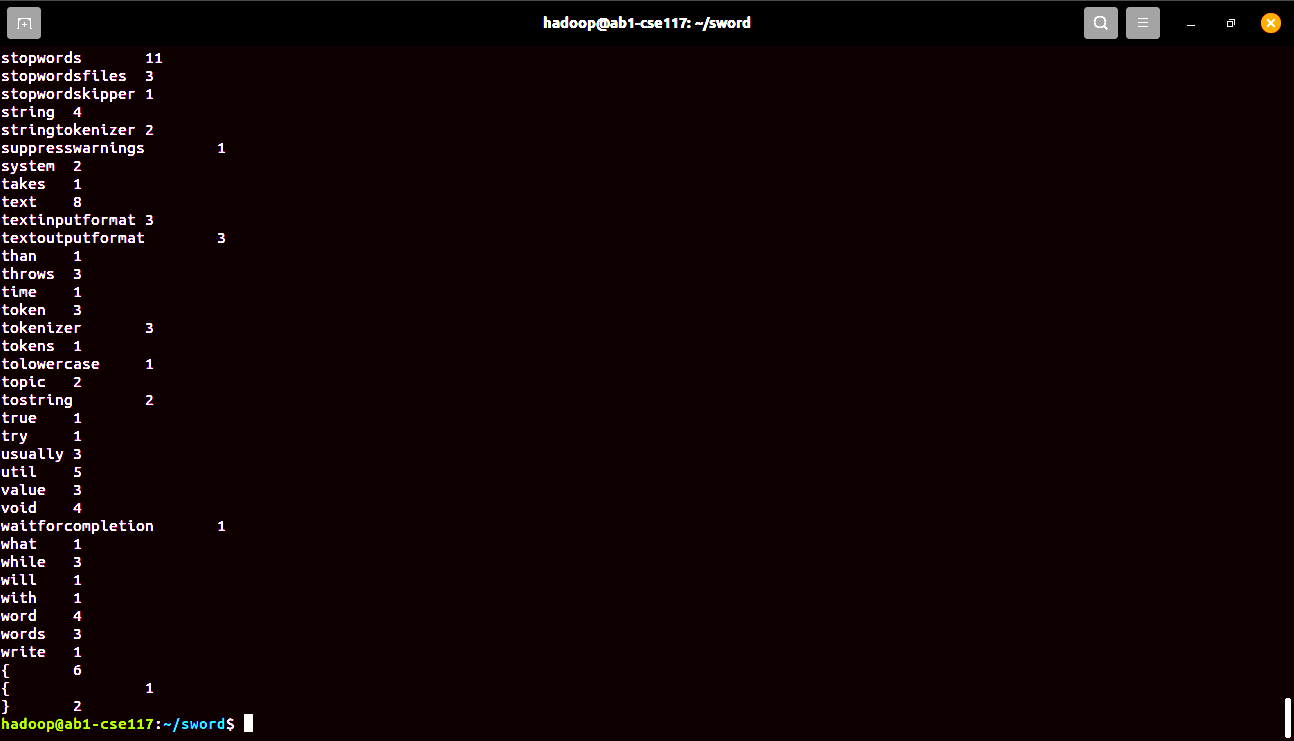 hadoop@ab1-cse117: ~/sword
stopwords 11
stopwordsfiles 3
stopwordskipper 1
string 4
stringtokenizer 2
suppresswarnings 1
system 2
takes 1
text 8
textinputformat 3
textoutputformat 3
than 1
throws 3
time 1
token 3
tokenizer 3
tokens 1
tolowercase 1
topic 2
tostring 2
true 1
try 1
usually 3
util 5
value 3
void 4
waitforcompletion 1
what 1
while 3
will 1
with 1
word 4
words 3
write 1
{ 6
{ 1
} 2
hadoop@ab1-cse117:~/sword$